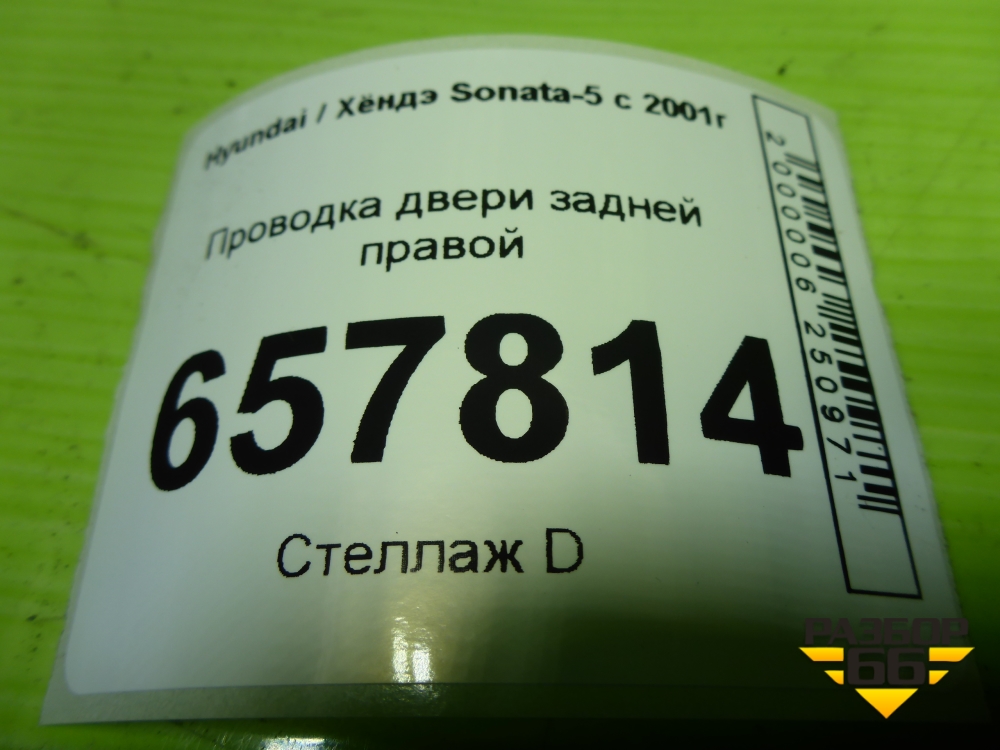 Hyundai / Хёндэ Sonata-5 с 2001г
Проводка двери задней
правой
657814
Стеллаж D
2000006250971
РАЗБОР
66